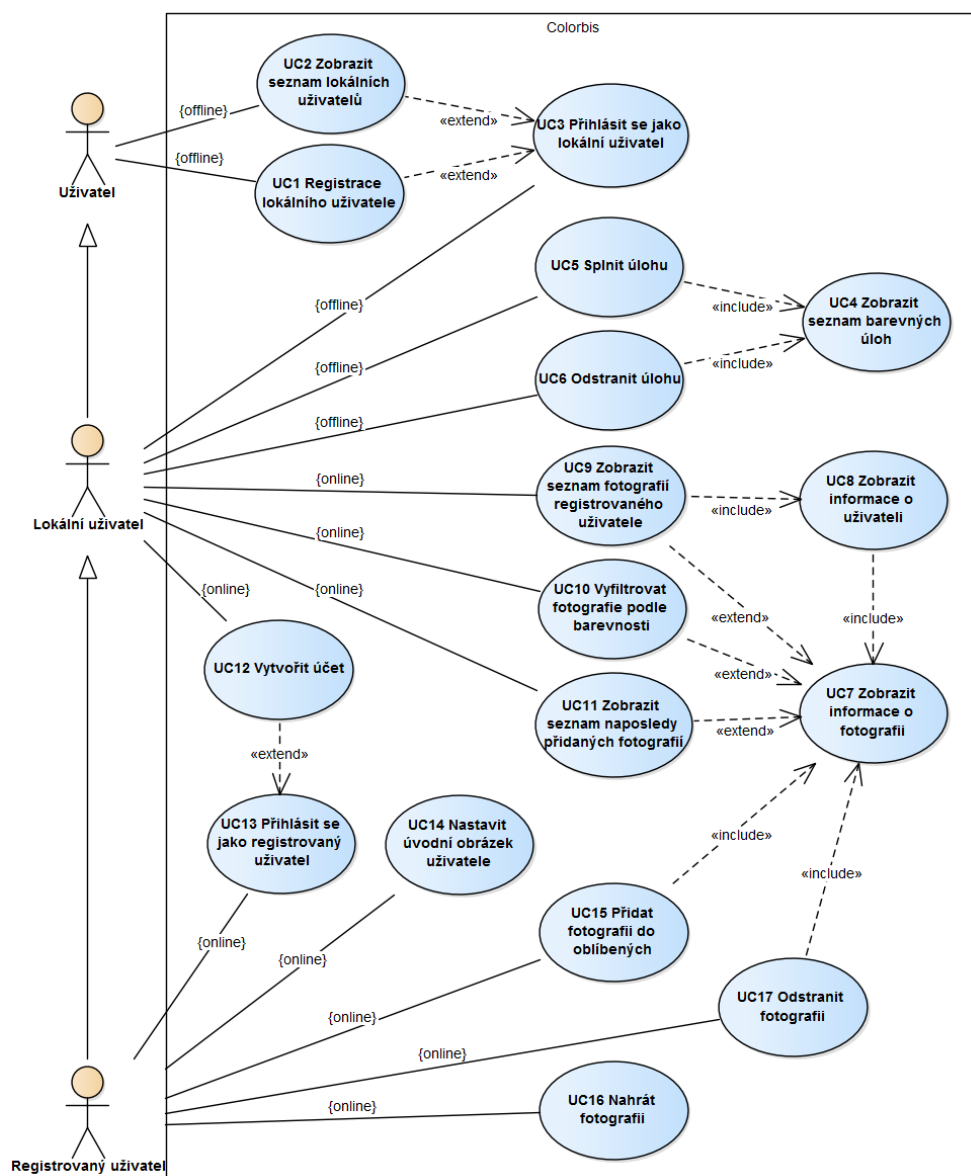 Colorbis
UC2 Zobrazit
seznam lokálních
uživatelů
{offline}
«extend»
UC3 Přihlásit se jako
lokální uživatel
{offline}
«extend»
UC1 Registrace
lokálního uživatele
Uživatel
UC5 Splnit úlohu
{offline}
«include»
UC4 Zobrazit
seznam barevných
úloh
{offline}
«include»
UC6 Odstranit úlohu
{offline}
UC9 Zobrazit
seznam fotografií
registrovaného
uživatele
{online}
«include»
UC8 Zobrazit
informace o
uživateli
Lokální uživatel
{online}
UC10 Vyfiltrovat
fotografie podle
barevnosti
{online}
{online}
«extend»
«include»
UC12 Vytvořit účet
«extend»
UC7 Zobrazit
informace o
fotografii
UC11 Zobrazit
seznam naposledy
přidaných fotografií
«extend»
«extend»
UC13 Přihlásit se
jako registrovaný
uživatel
UC14 Nastavit
úvodní obrázek
uživatele
«include»
«include»
UC15 Přidat
fotografii do
oblíbených
{online}
{online}
UC17 Odstranit
fotografii
{online}
{online}
UC16 Nahrát
fotografii
{online}
Registrovaný uživatel